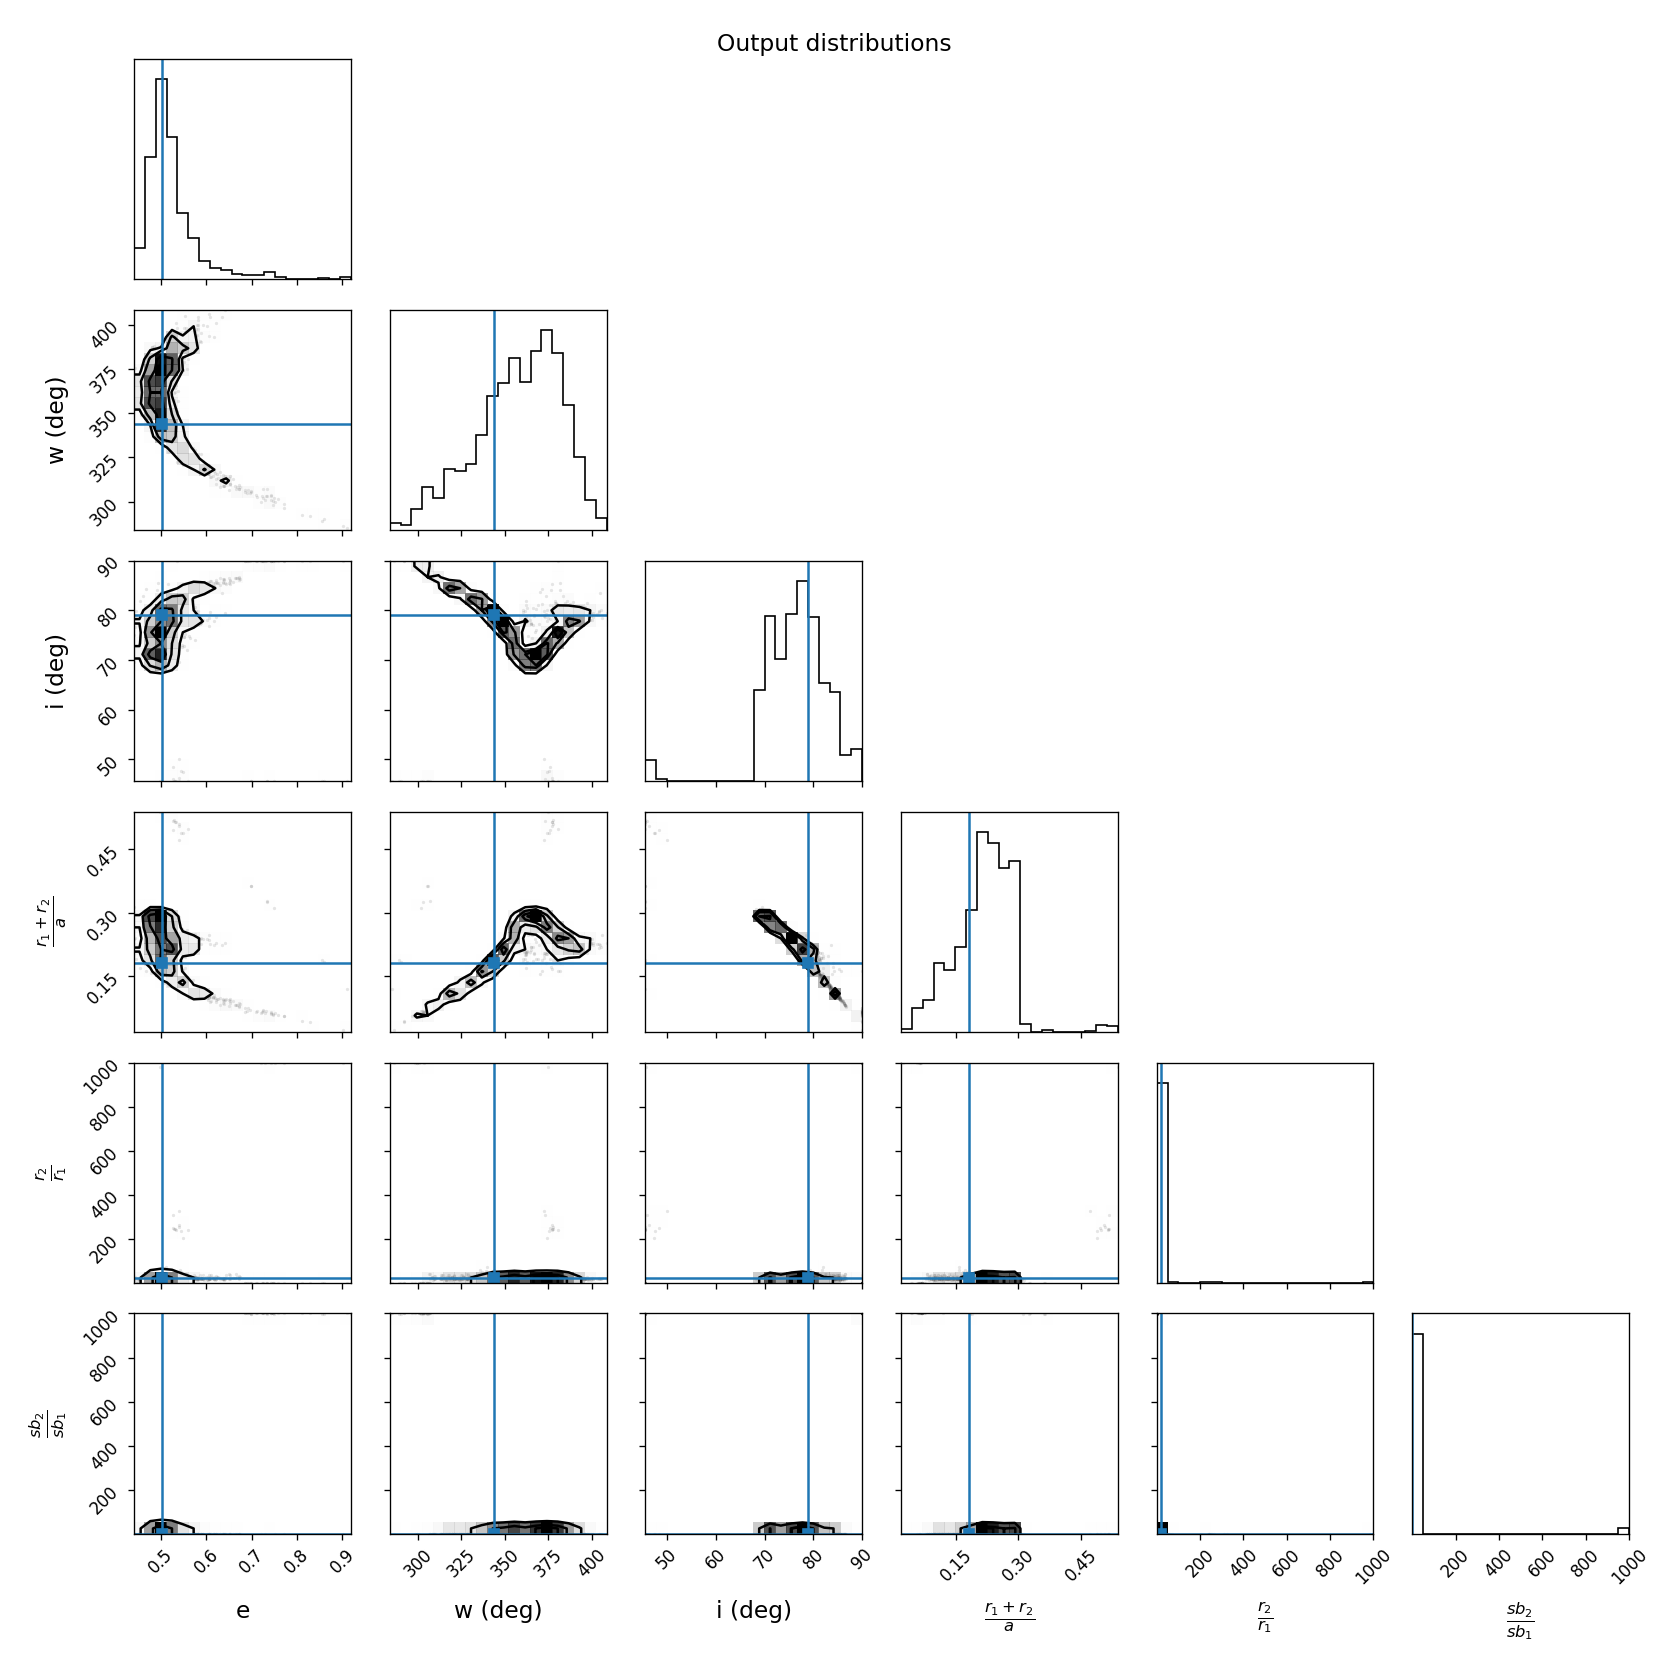 Output distributions
400
375
350
325
300
w (deg)
90
80
70
60
50
i (deg)
0.45
0.30
0.15
r₁ + r₂
a
1000
800
600
400
200
r₂
r₁
1000
800
600
400
200
sb₂
sb₁
0.5 0.6 0.7 0.8 0.9
300 325 350 375 400
50 60 70 80 90
0.15 0.30 0.45
200 400 600 800 1000
200 400 600 800 1000
e
w (deg)
i (deg)
r₁ + r₂
a
r₂
r₁
sb₂
sb₁